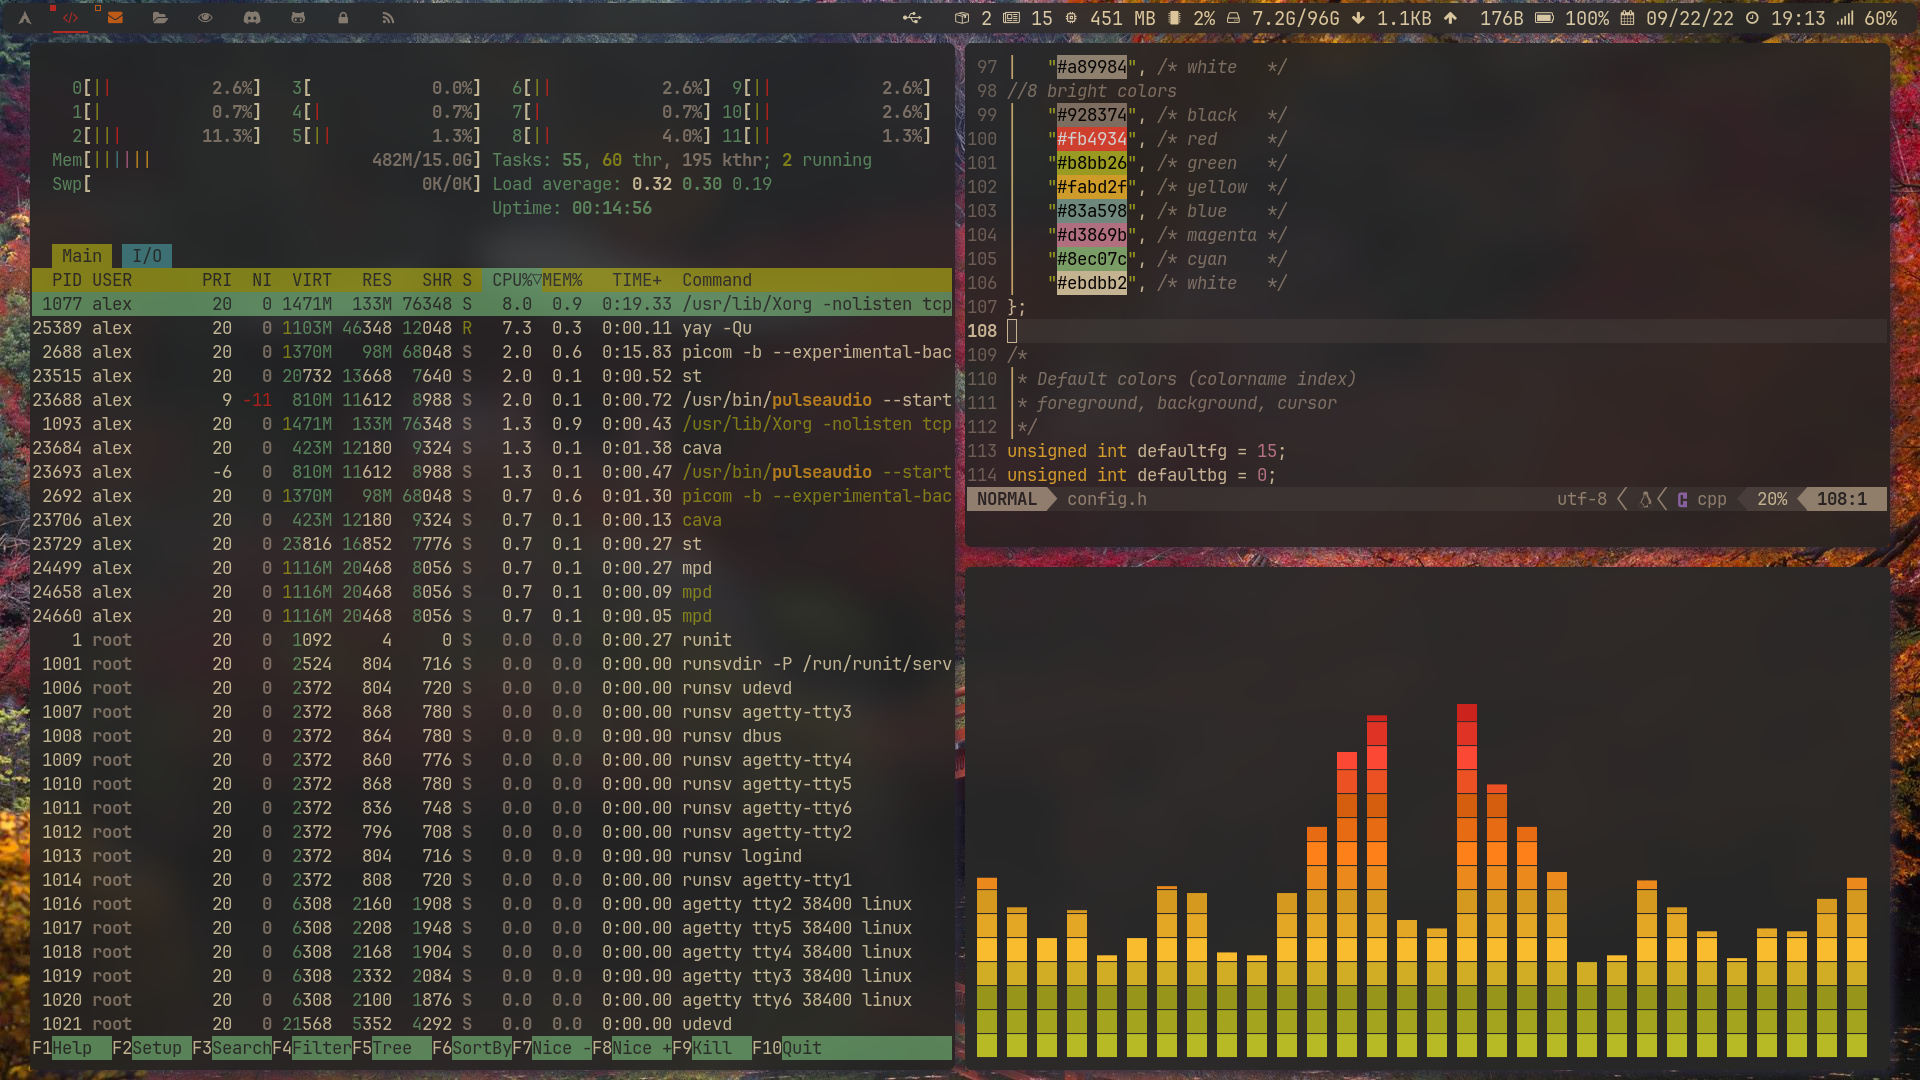 2 15 451 MB 2% 7.2G/96G 1.1KB 176B 100% 09/22/22 19:13 60%
0[|| 2.6%] 3[ 0.0%] 6[|| 2.6%] 9[|| 2.6%]
1[| 0.7%] 4[| 0.7%] 7[| 0.7%] 10[|| 2.6%]
2[||| 11.3%] 5[|| 1.3%] 8[|| 4.0%] 11[|| 1.3%]
Mem[|||||| 482M/15.0G] Tasks: 55, 60 thr, 195 kthr; 2 running
Swp[ 0K/0K] Load average: 0.32 0.30 0.19
Uptime: 00:14:56
Main I/O
PID USER PRI NI VIRT RES SHR S CPU%▽MEM% TIME+ Command
1077 alex 20 0 1471M 133M 76348 S 8.0 0.9 0:19.33 /usr/lib/Xorg -nolisten tcp
25389 alex 20 0 1103M 46348 12048 R 7.3 0.3 0:00.11 yay -Qu
2688 alex 20 0 1370M 98M 68048 S 2.0 0.6 0:15.83 picom -b --experimental-bac
23515 alex 20 0 20732 13668 7640 S 2.0 0.1 0:00.52 st
23688 alex 9 -11 810M 11612 8988 S 2.0 0.1 0:00.72 /usr/bin/pulseaudio --start
1093 alex 20 0 1471M 133M 76348 S 1.3 0.9 0:00.43 /usr/lib/Xorg -nolisten tcp
23684 alex 20 0 423M 12180 9324 S 1.3 0.1 0:01.38 cava
23693 alex -6 0 810M 11612 8988 S 1.3 0.1 0:00.47 /usr/bin/pulseaudio --start
2692 alex 20 0 1370M 98M 68048 S 0.7 0.6 0:01.30 picom -b --experimental-bac
23706 alex 20 0 423M 12180 9324 S 0.7 0.1 0:00.13 cava
23729 alex 20 0 23816 16852 7776 S 0.7 0.1 0:00.27 st
24499 alex 20 0 1116M 20468 8056 S 0.7 0.1 0:00.27 mpd
24658 alex 20 0 1116M 20468 8056 S 0.7 0.1 0:00.09 mpd
24660 alex 20 0 1116M 20468 8056 S 0.7 0.1 0:00.05 mpd
1 root 20 0 1092 4 0 S 0.0 0.0 0:00.27 runit
1001 root 20 0 2524 804 716 S 0.0 0.0 0:00.00 runsvdir -P /run/runit/serv
1006 root 20 0 2372 804 720 S 0.0 0.0 0:00.00 runsv udevd
1007 root 20 0 2372 868 780 S 0.0 0.0 0:00.00 runsv agetty-tty3
1008 root 20 0 2372 864 780 S 0.0 0.0 0:00.00 runsv dbus
1009 root 20 0 2372 860 776 S 0.0 0.0 0:00.00 runsv agetty-tty4
1010 root 20 0 2372 868 780 S 0.0 0.0 0:00.00 runsv agetty-tty5
1011 root 20 0 2372 836 748 S 0.0 0.0 0:00.00 runsv agetty-tty6
1012 root 20 0 2372 796 708 S 0.0 0.0 0:00.00 runsv agetty-tty2
1013 root 20 0 2372 804 716 S 0.0 0.0 0:00.00 runsv logind
1014 root 20 0 2372 808 720 S 0.0 0.0 0:00.00 runsv agetty-tty1
1016 root 20 0 6308 2160 1908 S 0.0 0.0 0:00.00 agetty tty2 38400 linux
1017 root 20 0 6308 2208 1948 S 0.0 0.0 0:00.00 agetty tty5 38400 linux
1018 root 20 0 6308 2168 1904 S 0.0 0.0 0:00.00 agetty tty4 38400 linux
1019 root 20 0 6308 2332 2084 S 0.0 0.0 0:00.00 agetty tty3 38400 linux
1020 root 20 0 6308 2100 1876 S 0.0 0.0 0:00.00 agetty tty6 38400 linux
1021 root 20 0 21568 5352 4292 S 0.0 0.0 0:00.00 udevd
F1Help F2Setup F3SearchF4FilterF5Tree F6SortByF7Nice -F8Nice +F9Kill F10Quit
97 "#a89984", /* white */
98 //8 bright colors
99 "#928374", /* black */
100 "#fb4934", /* red */
101 "#b8bb26", /* green */
102 "#fabd2f", /* yellow */
103 "#83a598", /* blue */
104 "#d3869b", /* magenta */
105 "#8ec07c", /* cyan */
106 "#ebdbb2", /* white */
107 };
108
109 /*
110 * Default colors (colorname index)
111 * foreground, background, cursor
112 */
113 unsigned int defaultfg = 15;
114 unsigned int defaultbg = 0;
NORMAL config.h utf-8 cpp 20% 108:1